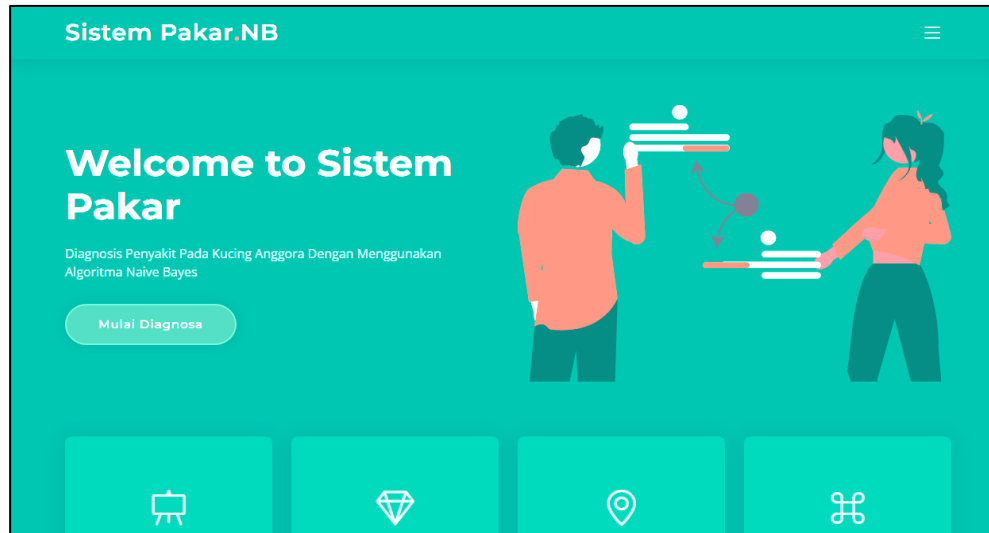 Sistem Pakar.NB
Welcome to Sistem
Pakar
Diagnosis Penyakit Pada Kucing Anggora Dengan Menggunakan
Algoritma Naive Bayes
Mulai Diagnosa